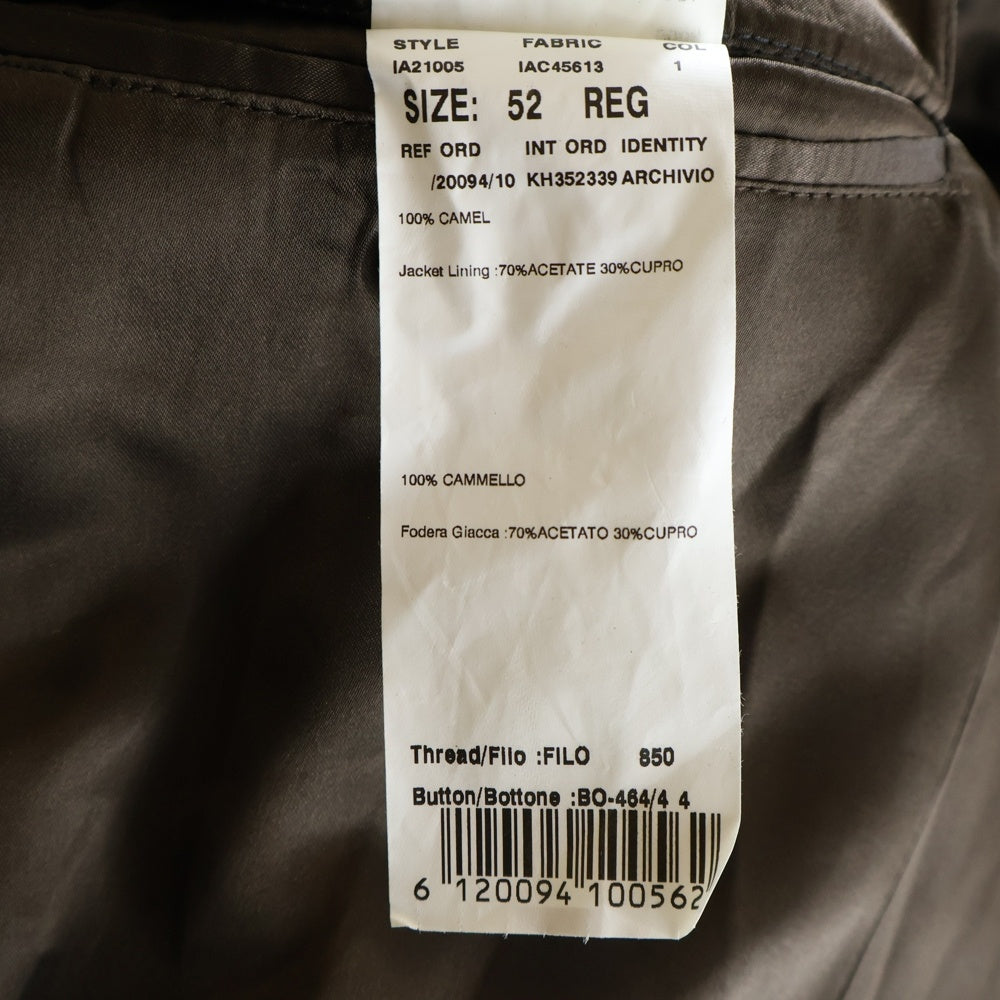 STYLE FABRIC COL
IA21005 IAC45613 1
SIZE: 52 REG
REF ORD INT ORD IDENTITY
/20094/10 KH352339 ARCHIVIO
100% CAMEL
Jacket Lining :70%ACETATE 30%CUPRO
100% CAMMELLO
Fodera Giacca :70%ACETATO 30%CUPRO
Thread/Filo :FILO 850
Button/Bottone :BO-464/4 4
6 120094 100562